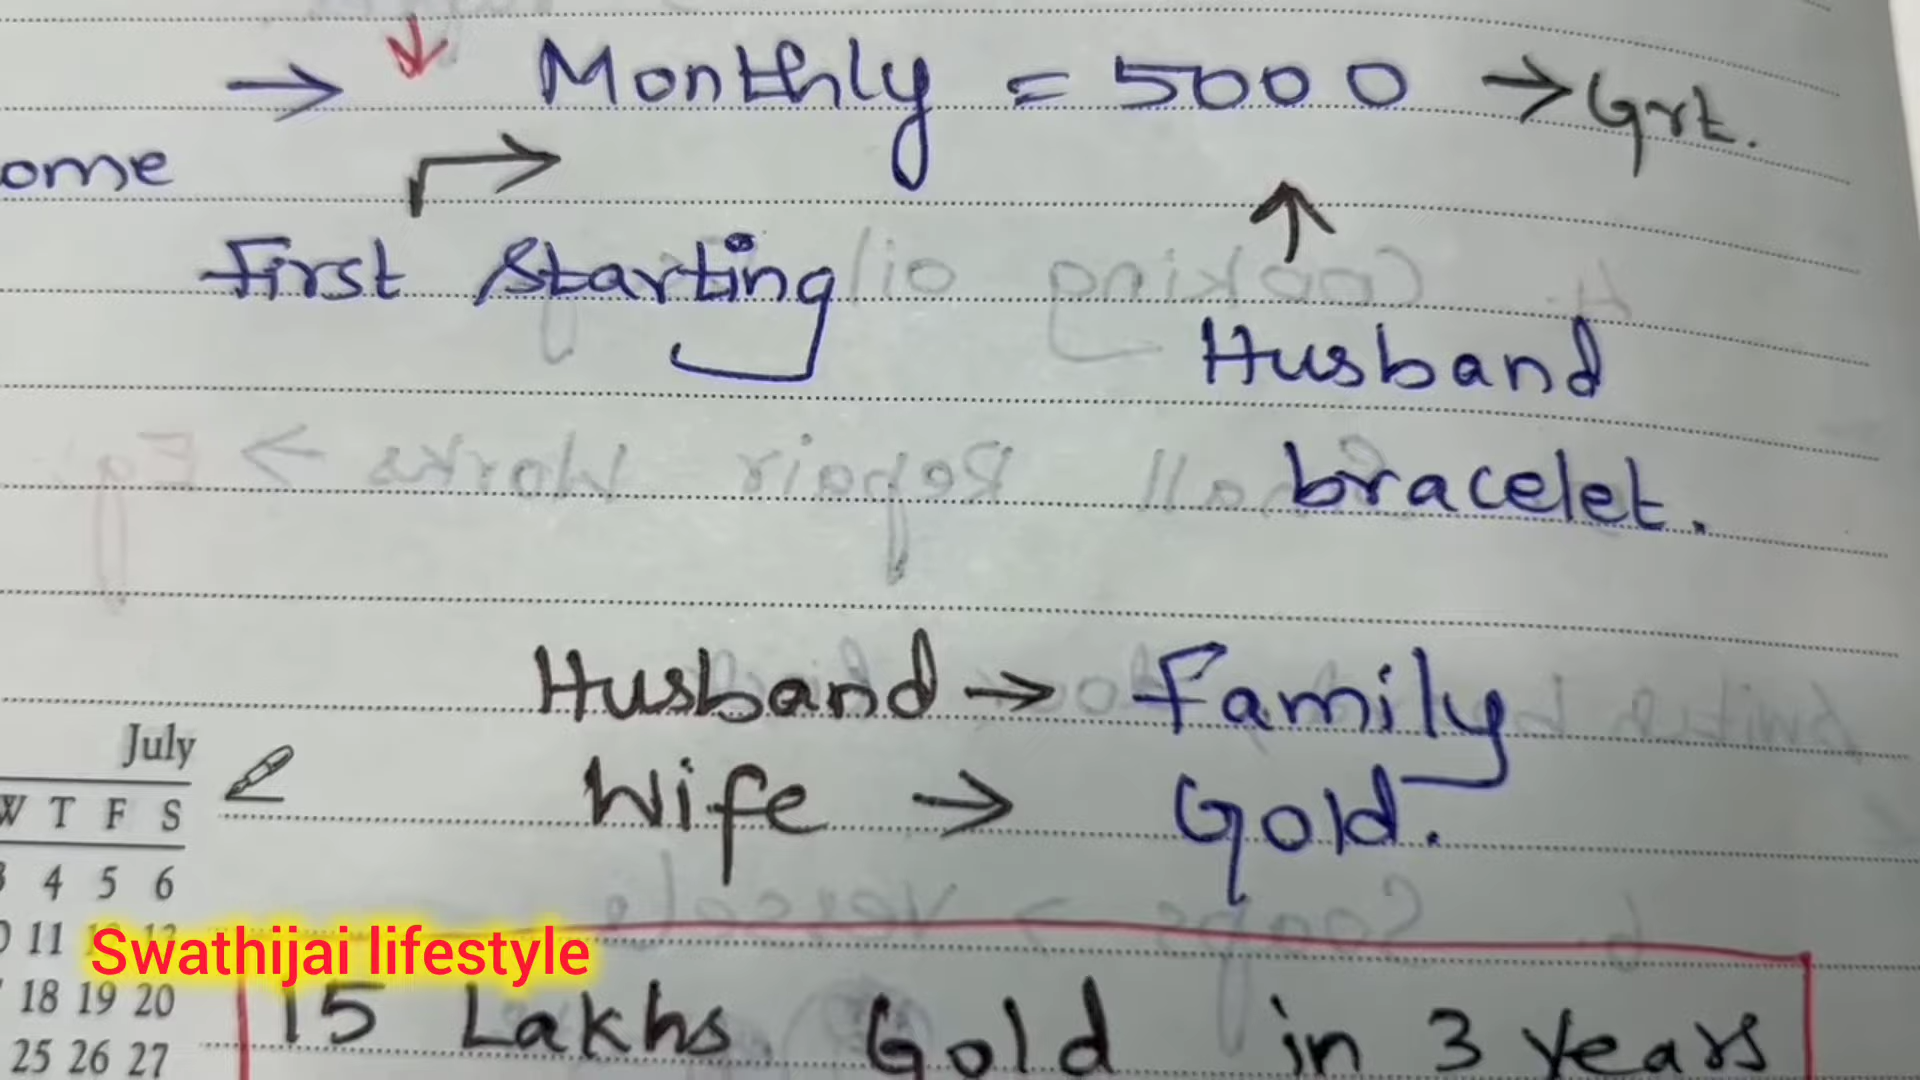 → ↓ Monthly = 5000 → Grt.
ome
First Starting
Husband
bracelet.
Husband → Family
Wife → Gold.
July
W T F S
3 4 5 6
11
Swathijai lifestyle
18 19 20
25 26 27
15 Lakhs Gold in 3 years